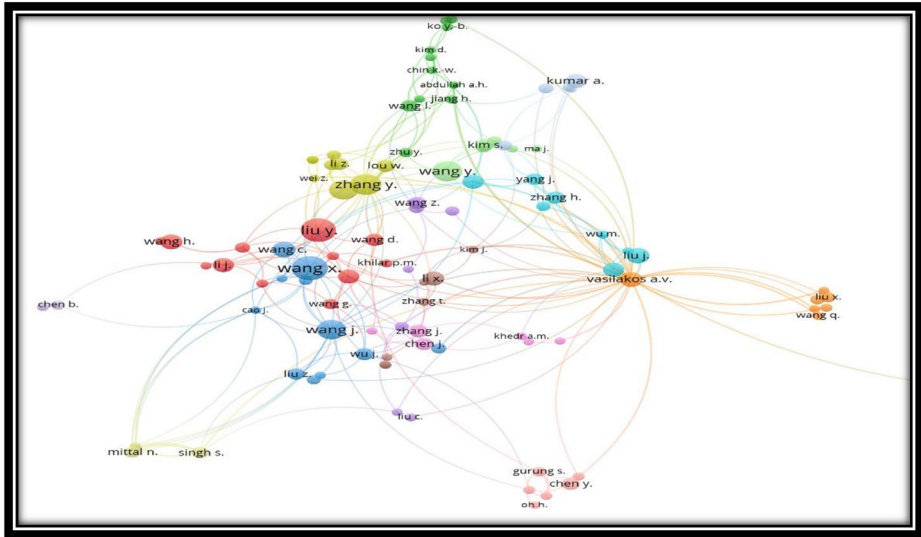 ko y.-b.
kim d.
chin k.-w.
abdullah a.h.
kumar a.
jiang h.
wang l.
kim s.
ma j.
zhu y.
li z.
lou w.
wang y.
wei z.
zhang y.
yang j.
zhang h.
wang z.
liu y.
wu m.
wang h.
wang d.
wang c.
kim j.
liu j.
khilar p.m.
li j.
wang x.
li x.
vasilakos a.v.
chen b.
wang g.
zhang t.
liu x.
cao j.
wang q.
wang j.
zhang j.
khedr a.m.
chen j.
wu j.
liu z.
liu c.
mittal n.
singh s.
gurung s.
chen y.
oh h.